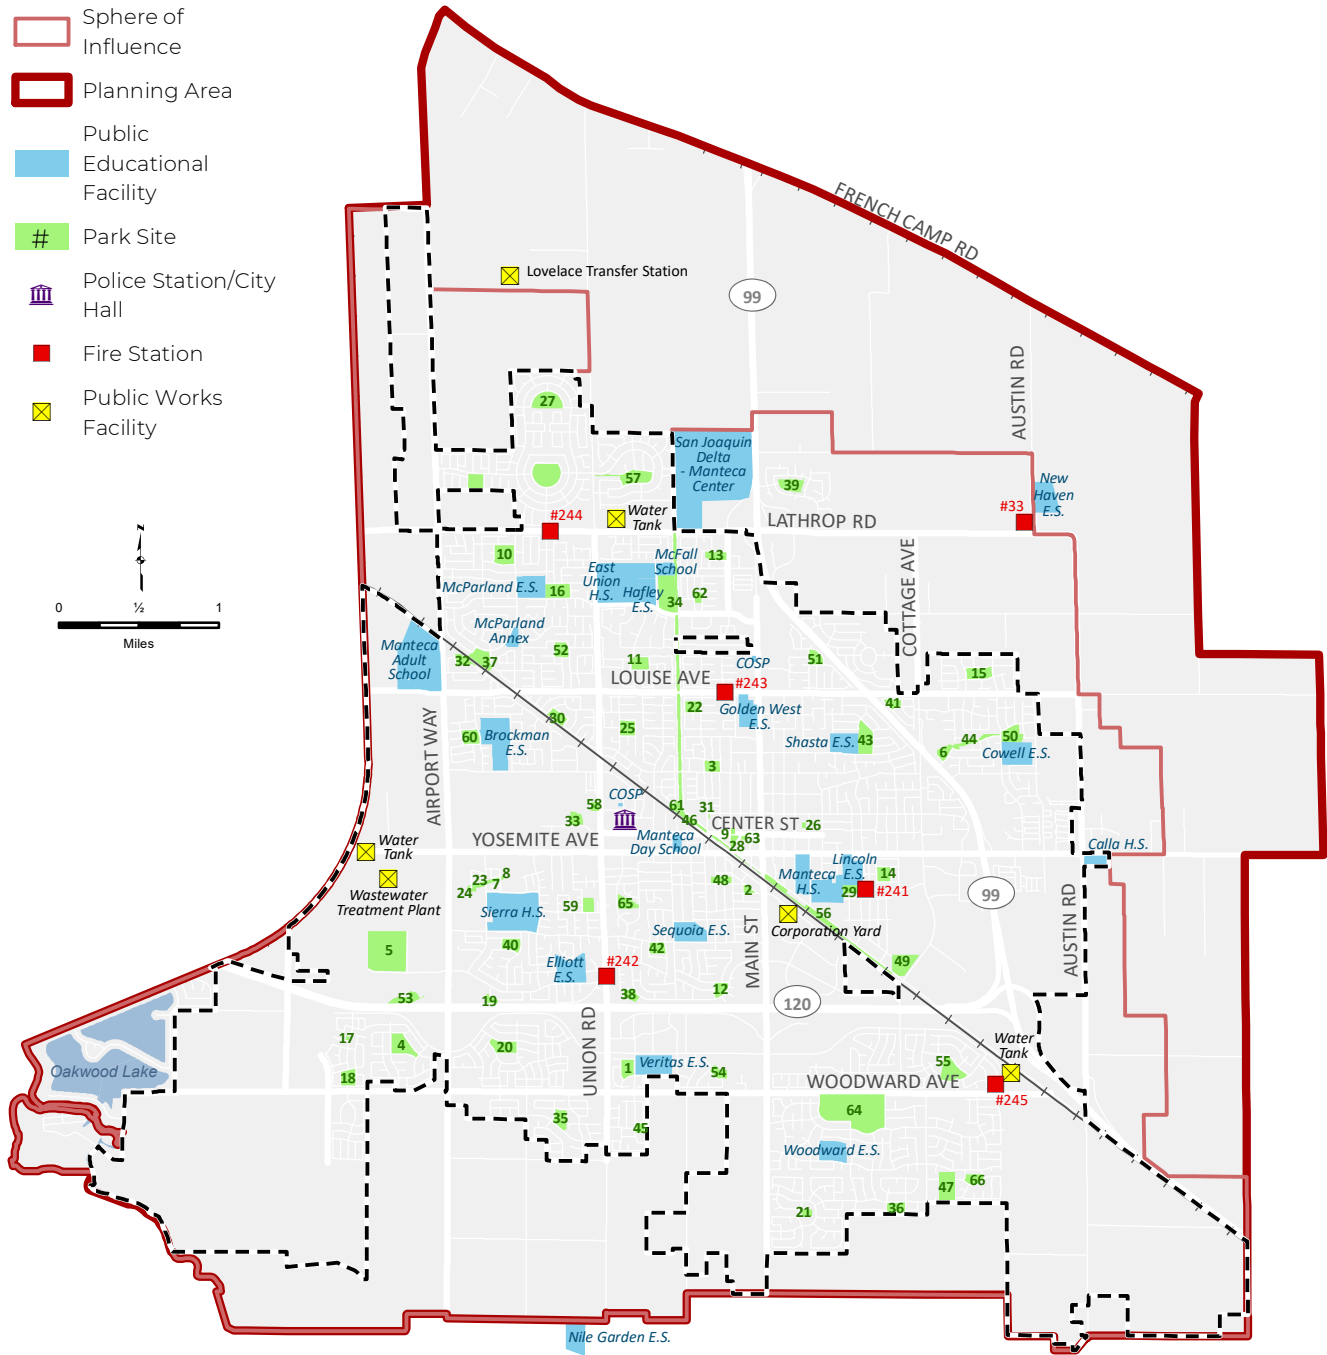 Sphere of
Influence
Planning Area
Public
Educational
Facility
#
Park Site
Police Station/City
Hall
Fire Station
Public Works
Facility
N
0
½
1
Miles
FRENCH CAMP RD
Lovelace Transfer Station
99
AUSTIN RD
27
San Joaquin
Delta
- Manteca
Center
57
39
New
Haven
E.S.
#33
#244
Water
Tank
LATHROP RD
10
McFall
School
13
COTTAGE AVE
East
Union
H.S.
Hafley
E.S.
McParland E.S.
16
34
62
McParland
Annex
Manteca
Adult
School
32
37
52
11
COSP
51
15
LOUISE AVE
#243
41
22
Golden West
E.S.
30
25
60
Brockman
E.S.
Shasta E.S.
43
44
50
6
Cowell E.S.
AIRPORT WAY
3
COSP
58
33
61
31
46
CENTER ST
26
9
63
28
YOSEMITE AVE
Manteca
Day School
Water
Tank
Calla H.S.
Lincoln
E.S.
Manteca
H.S.
14
29
#241
Wastewater
Treatment Plant
23
7
8
24
48
2
99
Sierra H.S.
59
65
56
Corporation Yard
Sequoia E.S.
MAIN ST
AUSTIN RD
5
40
42
Elliott
E.S.
#242
49
53
19
38
12
120
UNION RD
17
4
20
Water
Tank
Oakwood Lake
18
1
Veritas E.S.
54
55
WOODWARD AVE
#245
64
35
45
Woodward E.S.
47
66
21
36
Nile Garden E.S.